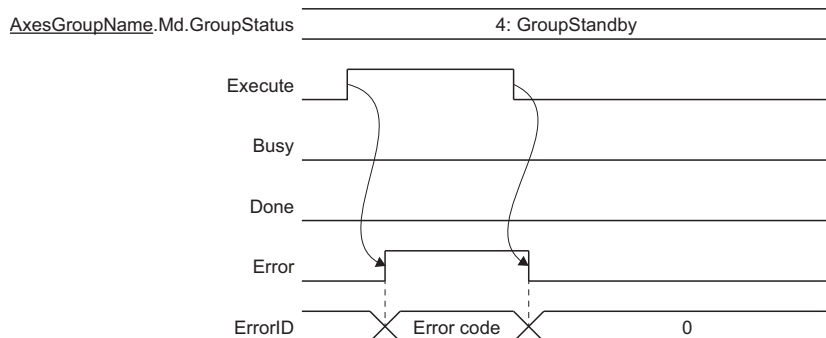 AxesGroupName.Md.GroupStatus 4: GroupStandby
Execute
Busy
Done
Error
ErrorID Error code 0